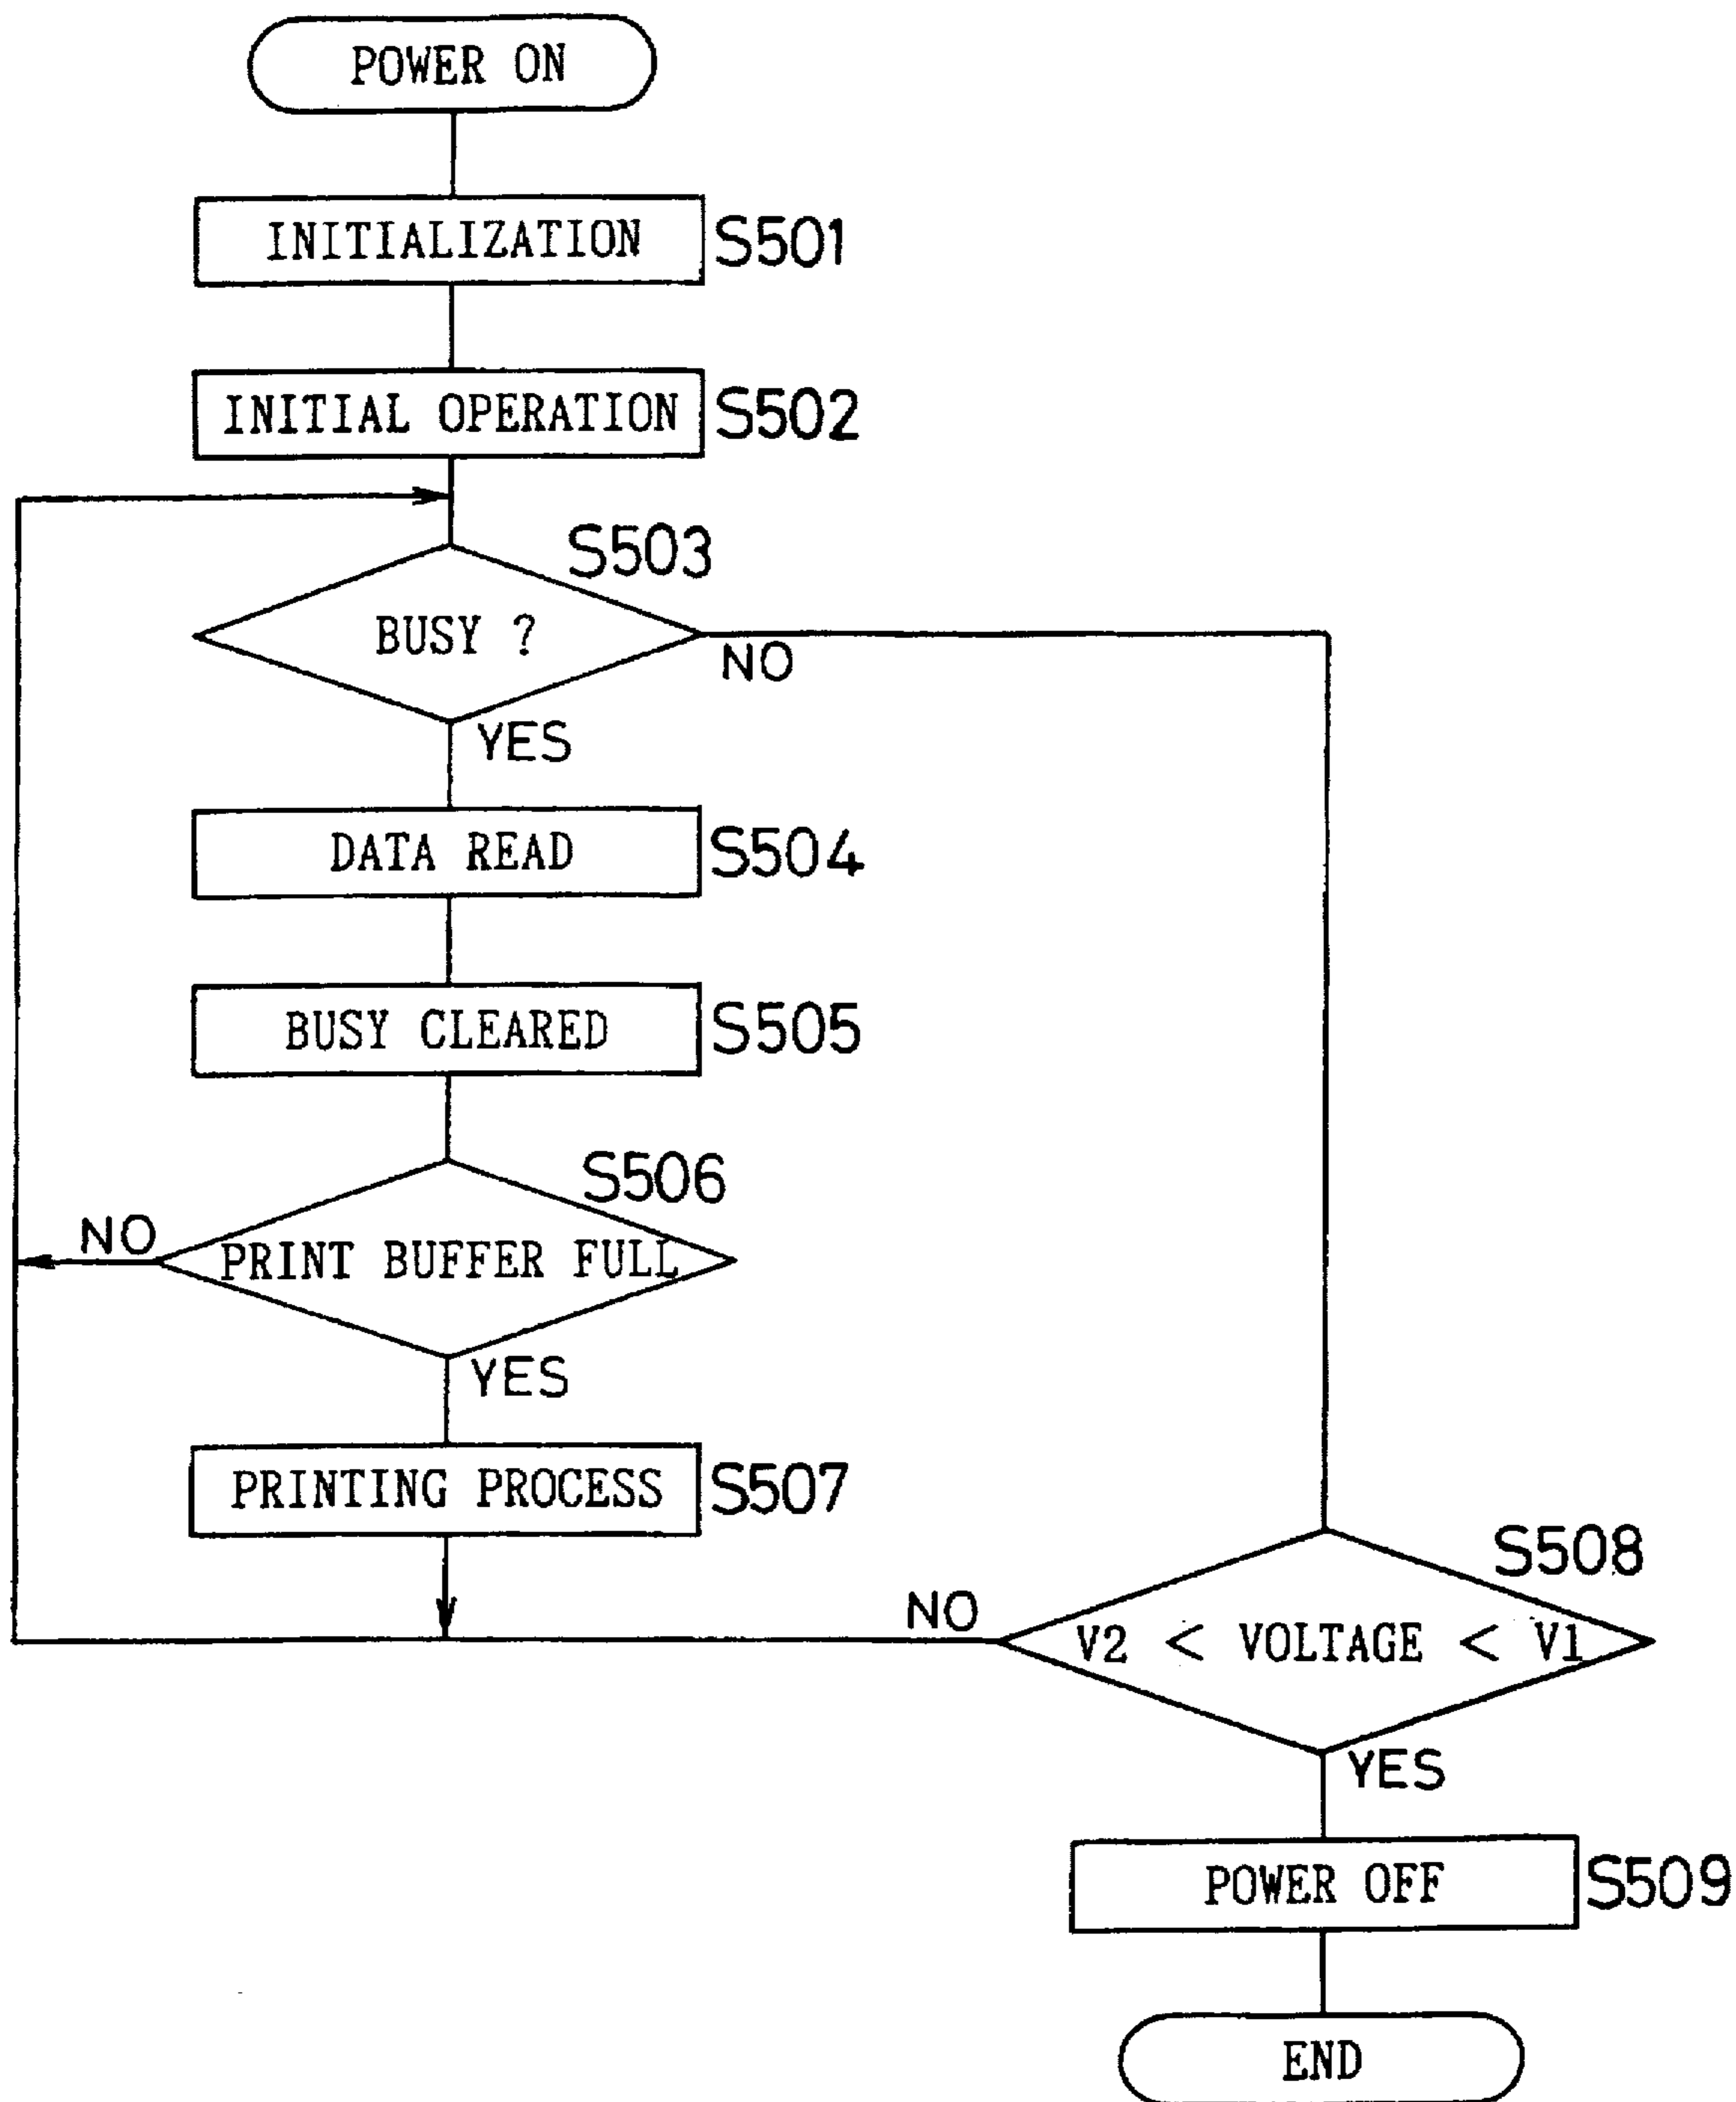 POWER ON
INITIALIZATION S501
INITIAL OPERATION S502
S503
BUSY ?
NO
YES
DATA READ S504
BUSY CLEARED S505
S506
NO
PRINT BUFFER FULL
YES
PRINTING PROCESS S507
S508
NO
V2 < VOLTAGE < V1
YES
POWER OFF S509
END